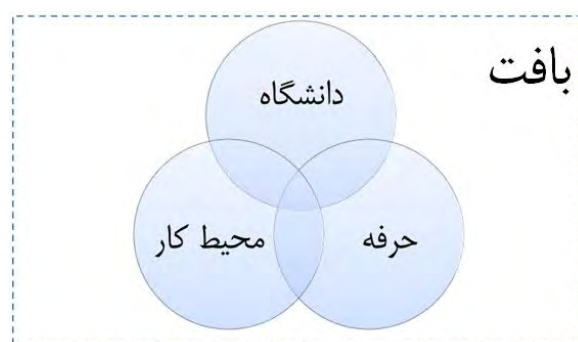 بافت
دانشگاه
حرفه
محیط کار